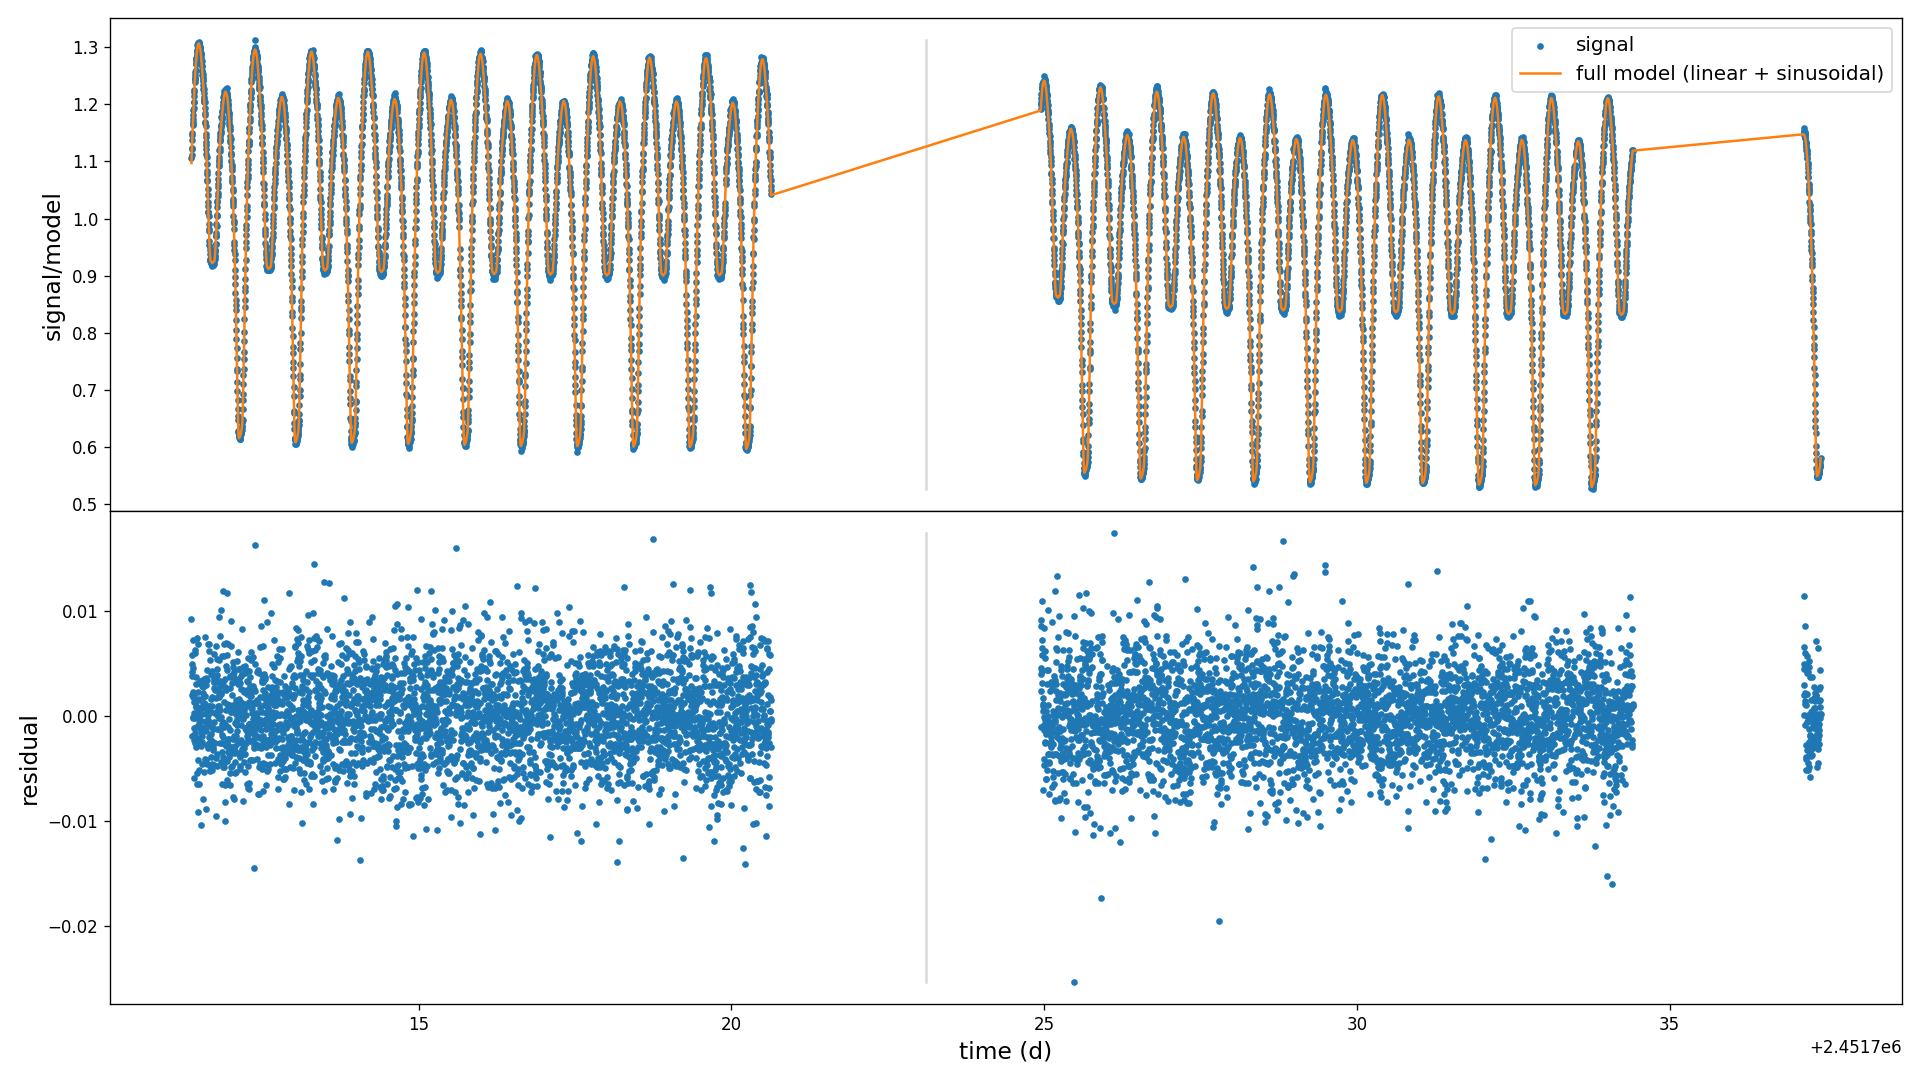 signal
full model (linear + sinusoidal)
signal/model
1.3
1.2
1.1
1.0
0.9
0.8
0.7
0.6
0.5
residual
0.01
0.00
−0.01
−0.02
15 20 25 30 35
time (d)
+2.4517e6